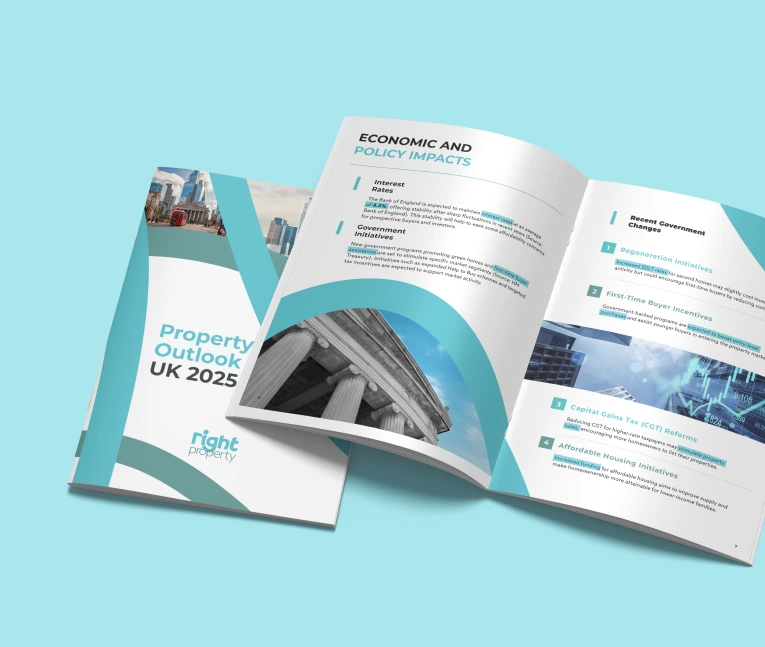 Property
Outlook
UK 2025
right
property
ECONOMIC AND
POLICY IMPACTS
Interest
Rates
The Bank of England is expected to maintain interest rates at an average
of 4.5%, offering stability after sharp fluctuations in recent years (Source:
Bank of England). This stability will help to ease some affordability concerns
for prospective buyers and investors.
Government
Initiatives
New government programs promoting green homes and first-time buyer
assistance are set to stimulate specific market segments (Source: HM
Treasury). Initiatives such as expanded Help to Buy schemes and targeted
tax incentives are expected to support market activity.
Recent Government
Changes
1 Regeneration Initiatives
Increased SDLT rates for second homes may slightly cool inve
activity but could encourage first-time buyers by reducing com
2 First-Time Buyer Incentives
Government-backed programs are expected to boost entry-level
purchases and assist younger buyers in entering the property marke
3 Capital Gains Tax (CGT) Reforms
Reducing CGT for higher-rate taxpayers may stimulate property
sales, encouraging more homeowners to list their properties.
4 Affordable Housing Initiatives
Increased funding for affordable housing aims to improve supply and
make homeownership more attainable for lower-income families.
7